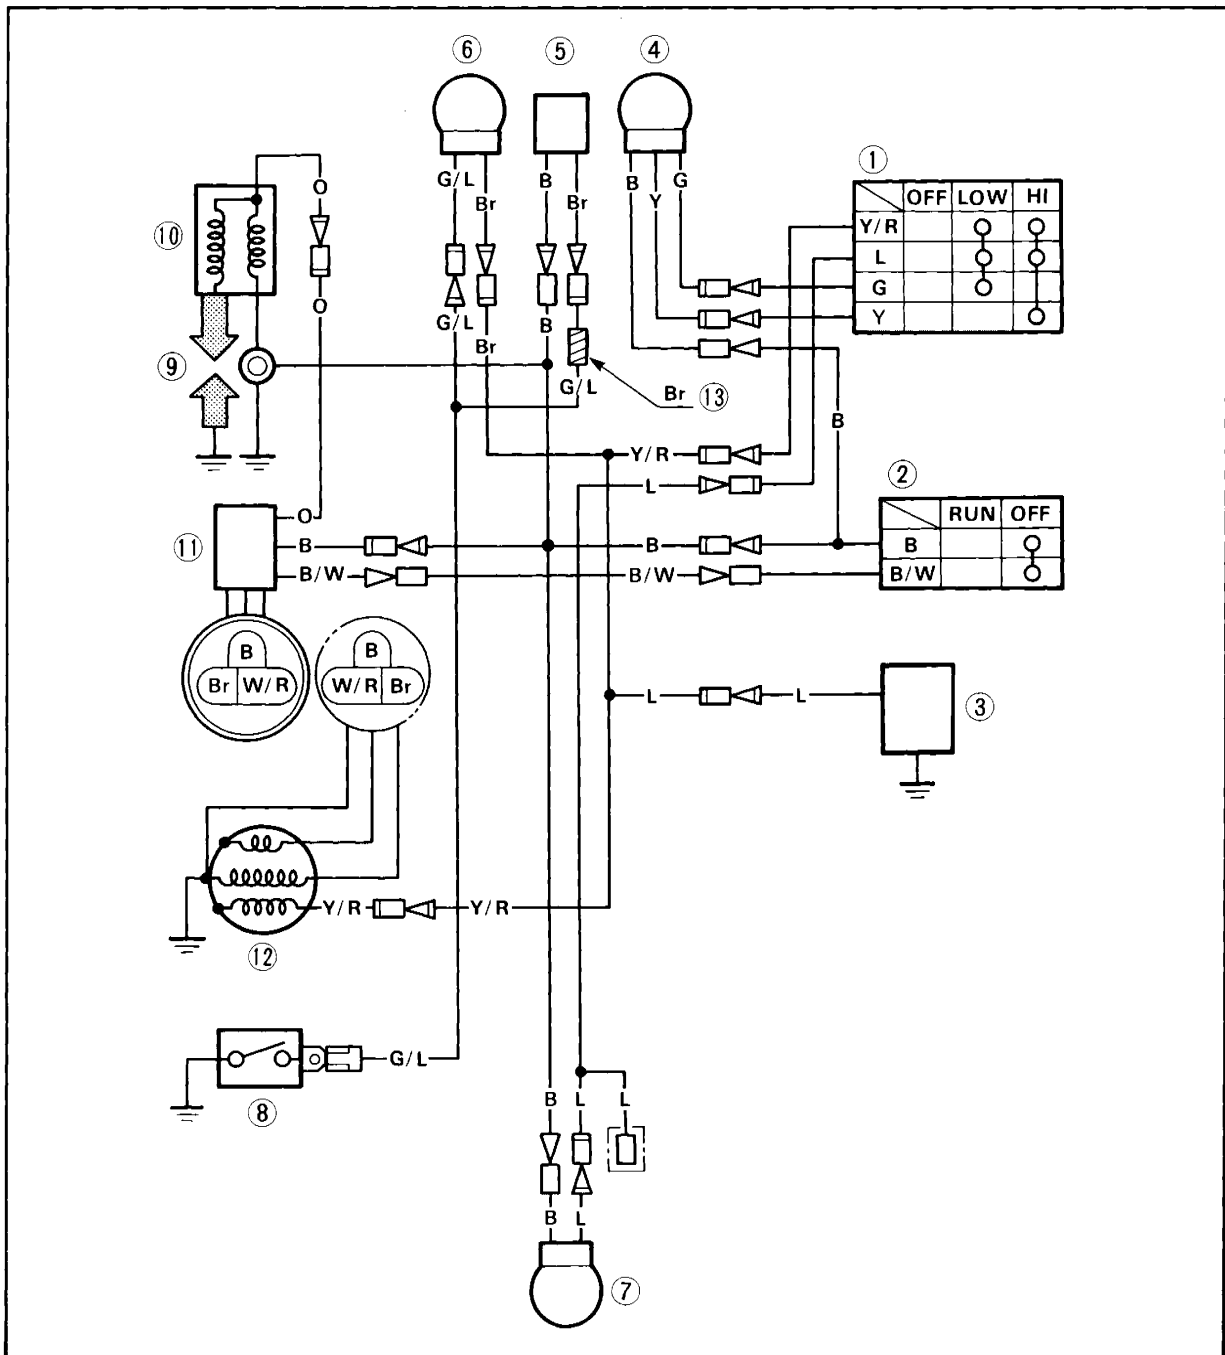 ⑥ ⑤ ④
G/L Br B Br B Y G
①
OFF LOW HI
Y/R
L
G
Y
⑩
O
O
G/L Br B
⑨
G/L
Br ⑬
B
Y/R
L
②
RUN OFF
B
B/W
⑪
O
B B
B/W B/W
B B
Br W/R W/R Br
L L
③
Y/R Y/R
⑫
G/L
⑧
B L L
B L
⑦